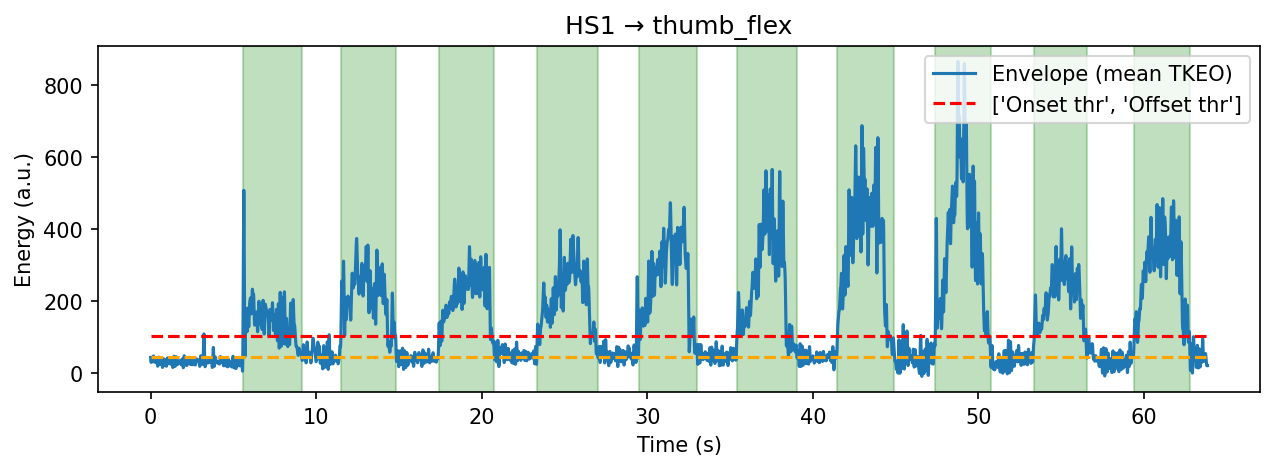 HS1 → thumb_flex
Envelope (mean TKEO)
['Onset thr', 'Offset thr']
Energy (a.u.)
800
600
400
200
0
0 10 20 30 40 50 60
Time (s)